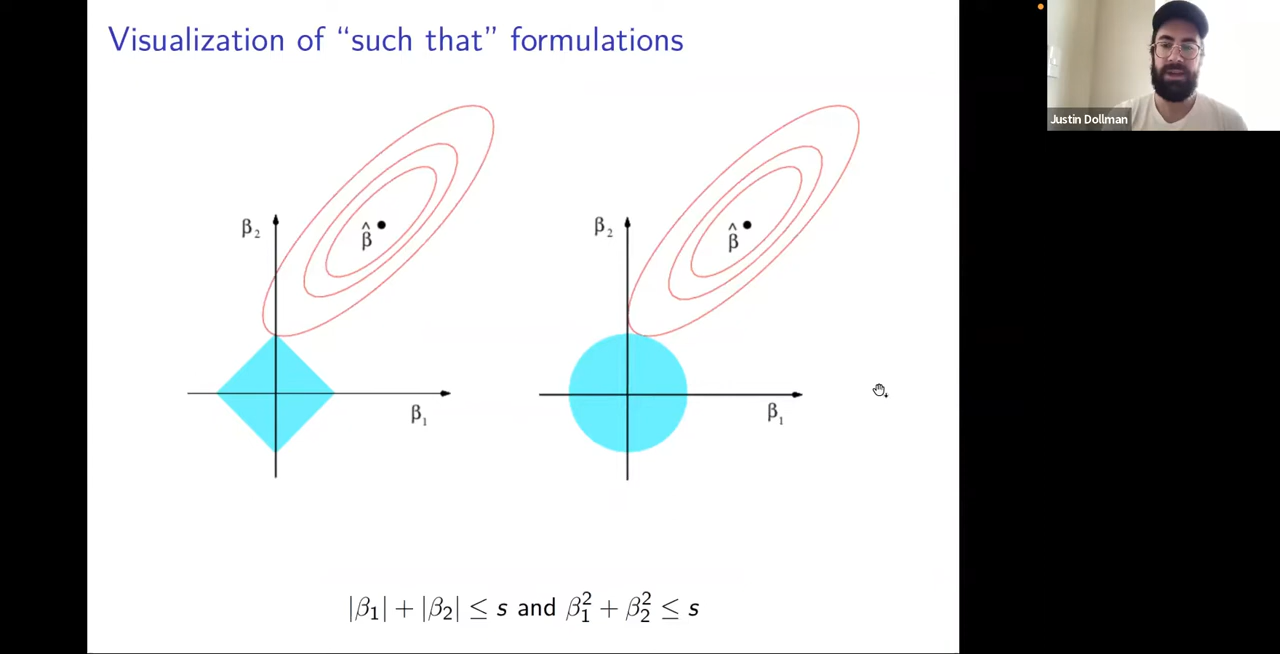 Visualization of “such that” formulations
Justin Dollman
β₂
β̂
β₁
β₂
β̂
β₁
|β₁| + |β₂| ≤ s and β₁² + β₂² ≤ s